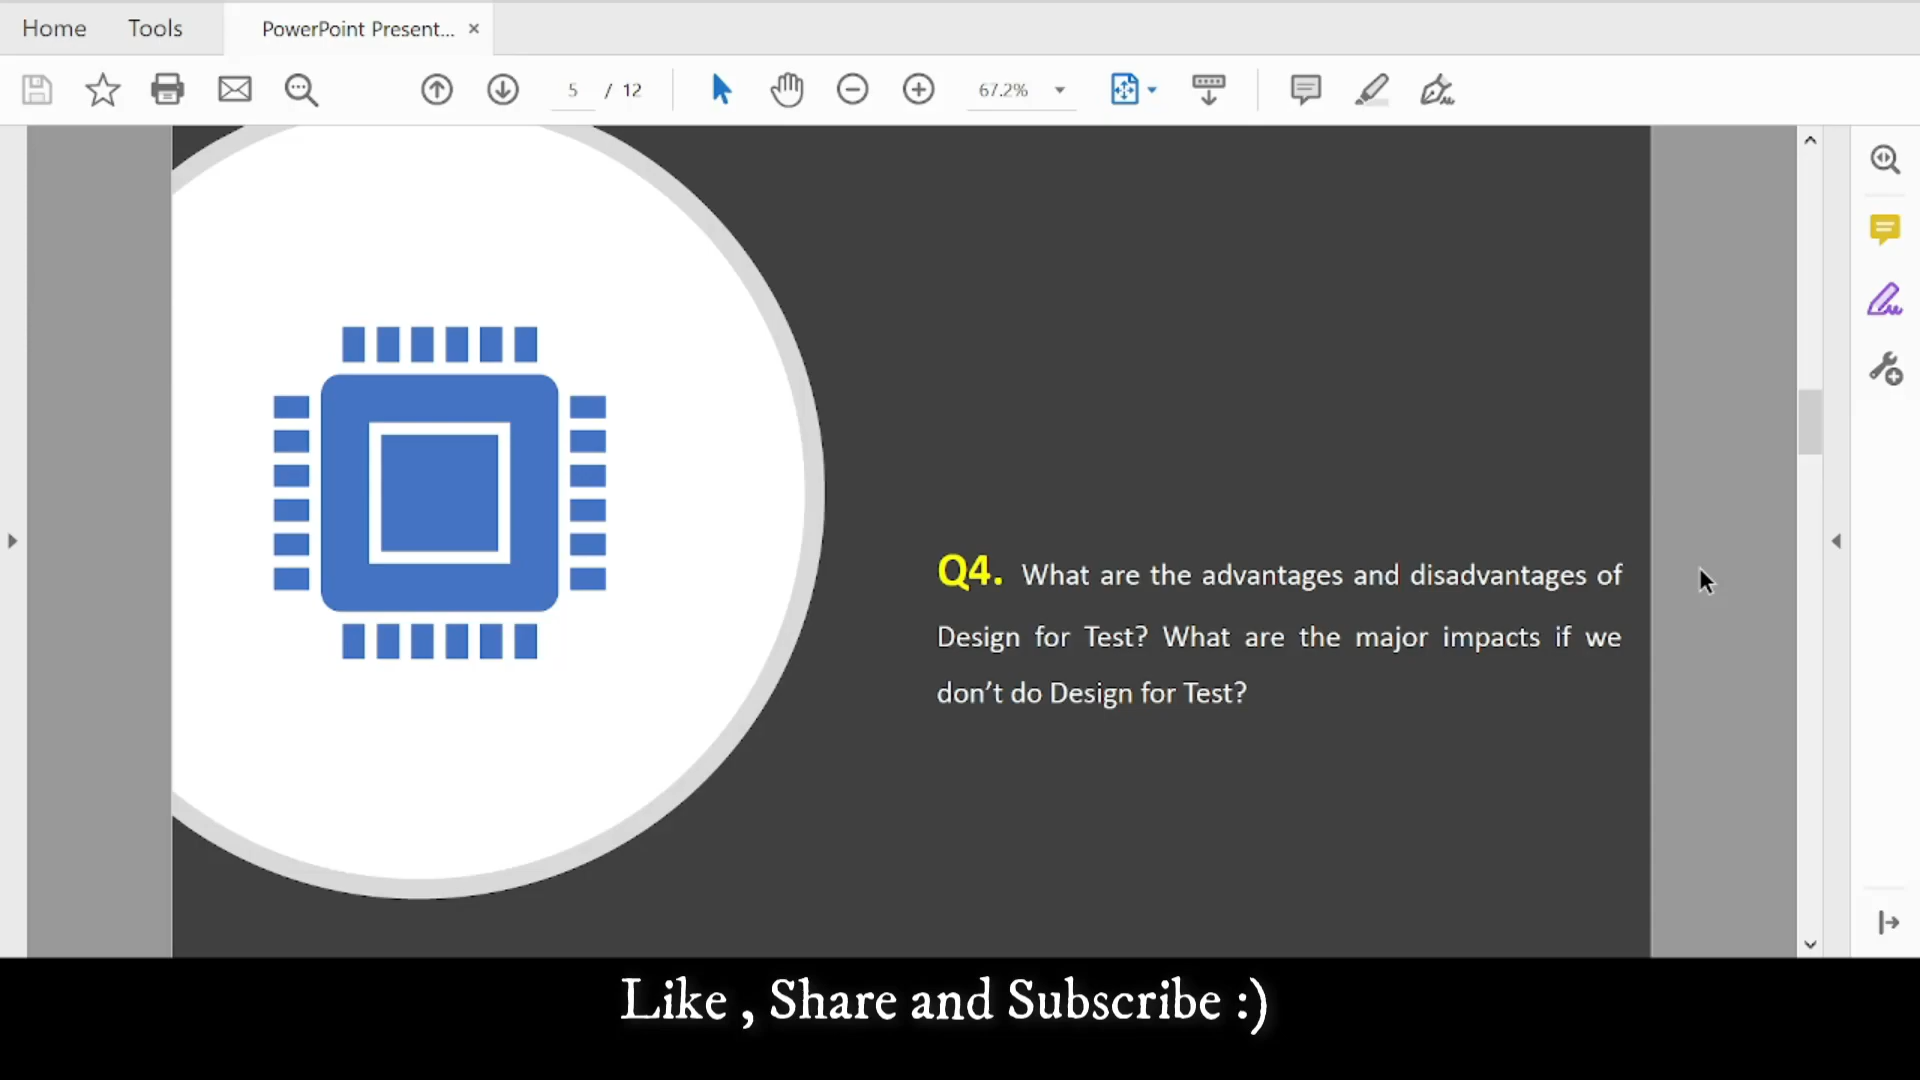 Home Tools PowerPoint Present... ×
5 / 12 67.2%
Q4. What are the advantages and disadvantages of
Design for Test? What are the major impacts if we
don’t do Design for Test?
Like , Share and Subscribe :)